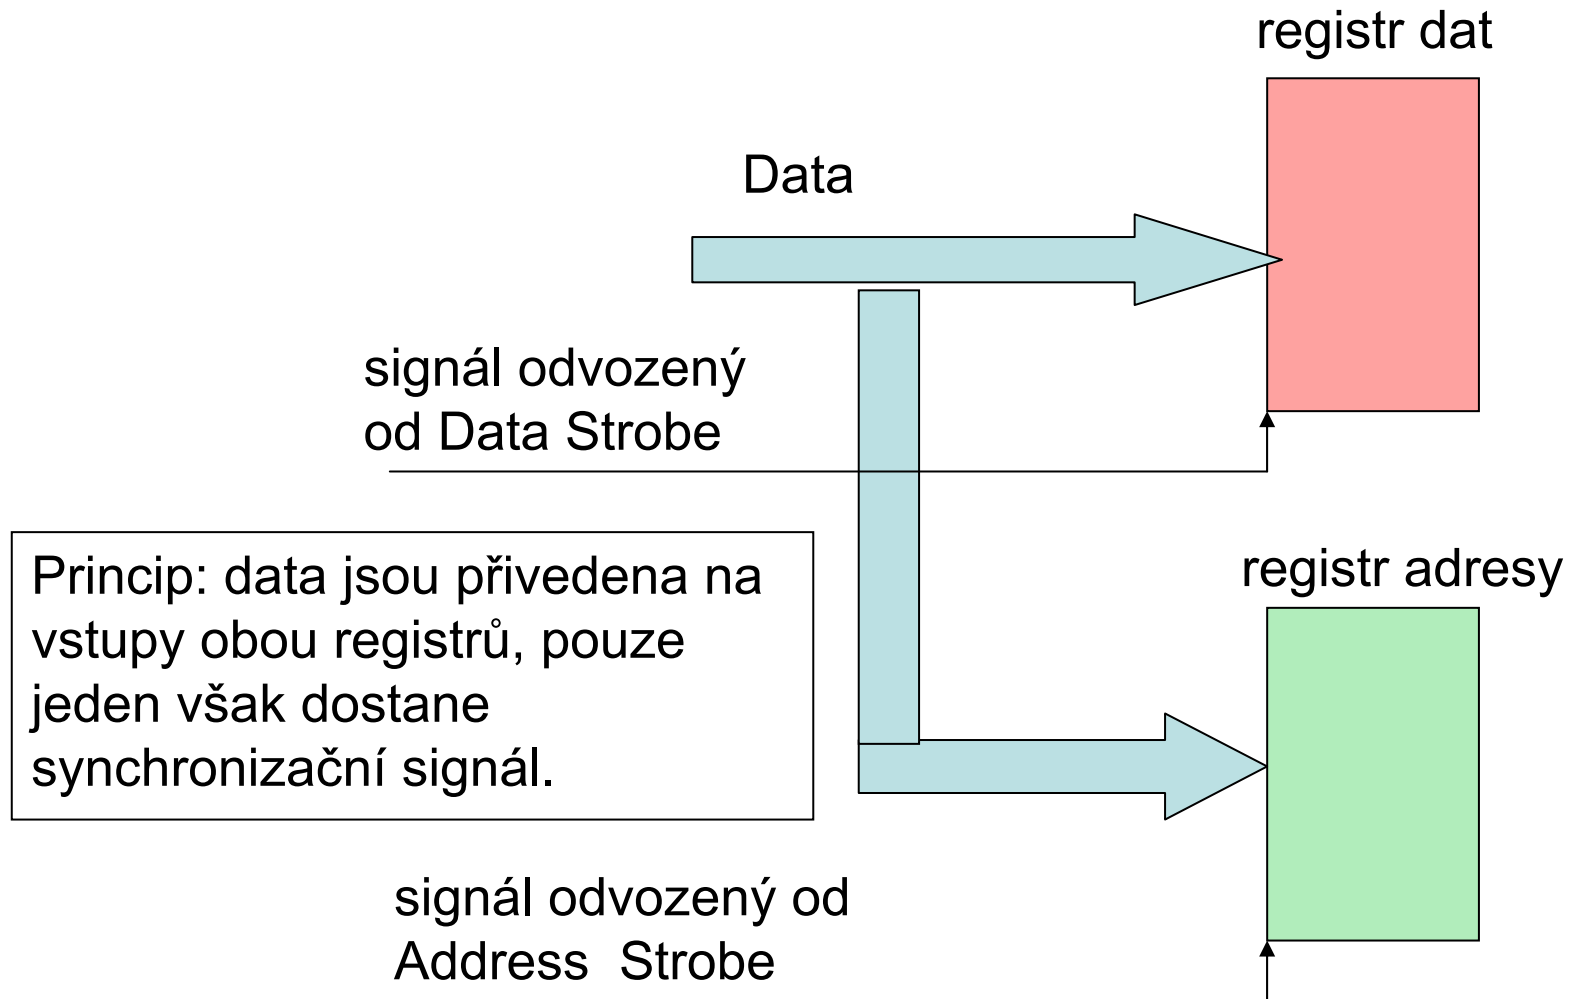 registr dat
Data
signál odvozený
od Data Strobe
Princip: data jsou přivedena na
vstupy obou registrů, pouze
jeden však dostane
synchronizační signál.
registr adresy
signál odvozený od
Address  Strobe